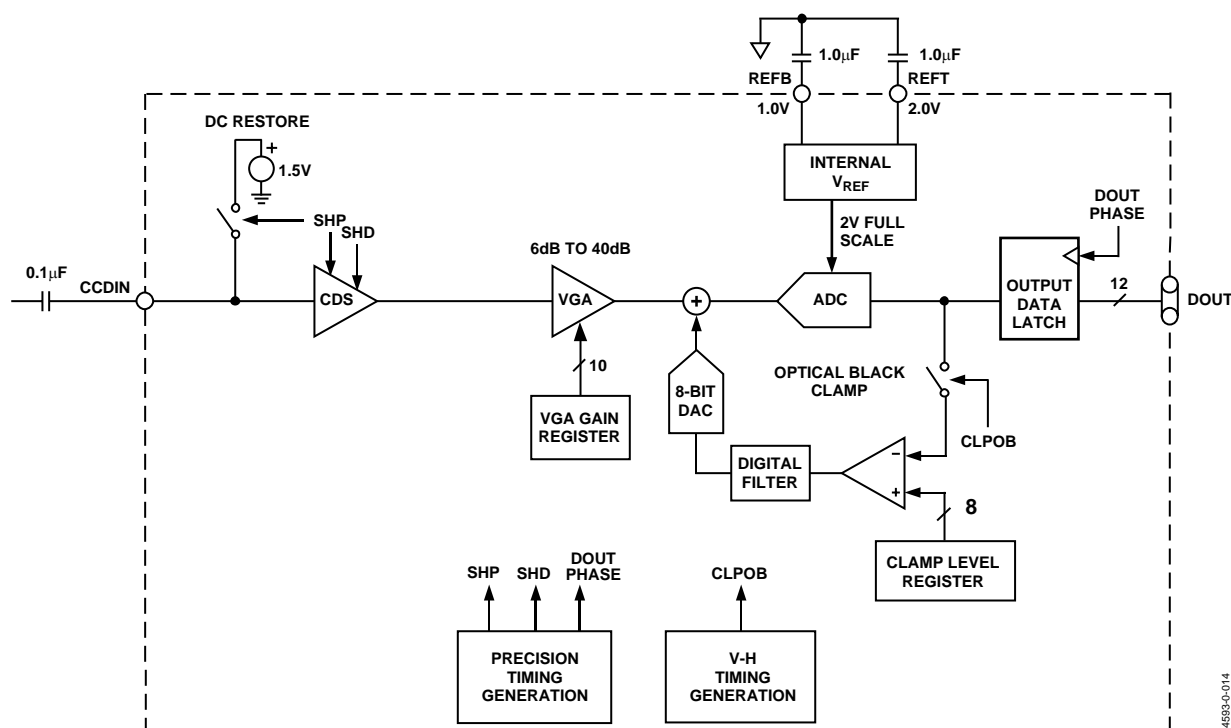 1.0µF
1.0µF
REFB
REFT
1.0V
2.0V
DC RESTORE
+
1.5V
INTERNAL
VREF
DOUT
PHASE
SHP
SHD
2V FULL
SCALE
6dB TO 40dB
0.1µF
CCDIN
CDS
VGA
+
ADC
OUTPUT
DATA
LATCH
12
DOUT
10
8-BIT
DAC
OPTICAL BLACK
CLAMP
VGA GAIN
REGISTER
CLPOB
DIGITAL
FILTER
–
+
8
CLAMP LEVEL
REGISTER
SHP
SHD
DOUT
PHASE
CLPOB
PRECISION
TIMING
GENERATION
V-H
TIMING
GENERATION
4593-0-014